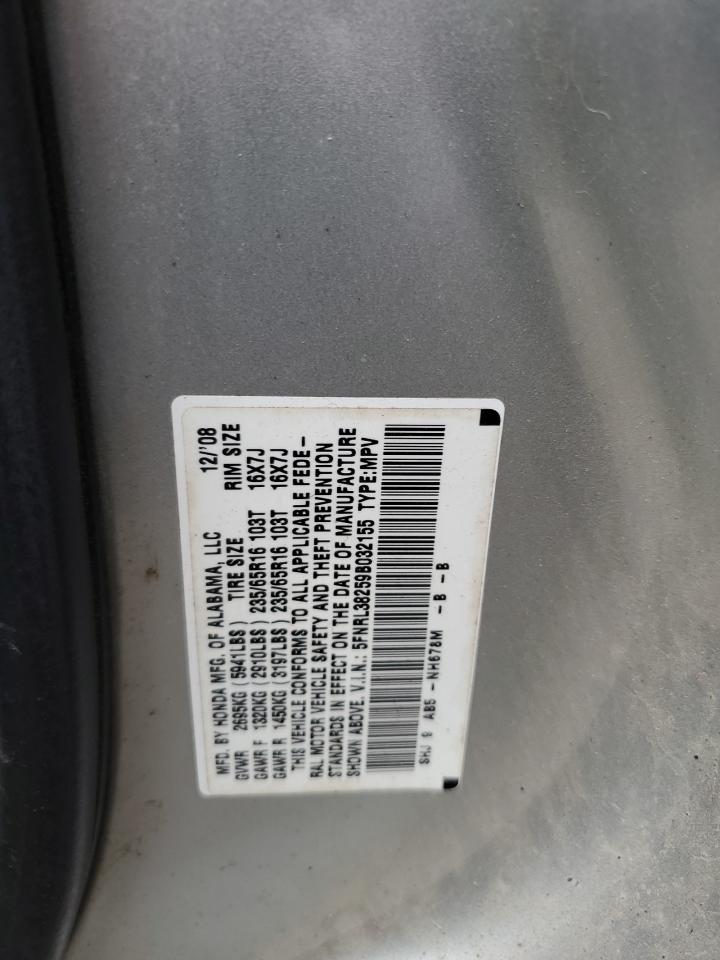 MFD. BY HONDA MFG. OF ALABAMA, LLC 12/'08
GVWR 2695KG (5941LBS) TIRE SIZE RIM SIZE
GAWR F 1320KG (2910LBS) 235/65R16 103T 16X7J
GAWR R 1450KG (3197LBS) 235/65R16 103T 16X7J
THIS VEHICLE CONFORMS TO ALL APPLICABLE FEDE-
RAL MOTOR VEHICLE SAFETY AND THEFT PREVENTION
STANDARDS IN EFFECT ON THE DATE OF MANUFACTURE
SHOWN ABOVE. V.I.N.: 5FNRL38259B032155 TYPE:MPV
SHJ 9 AB5 -NH678M -B -B